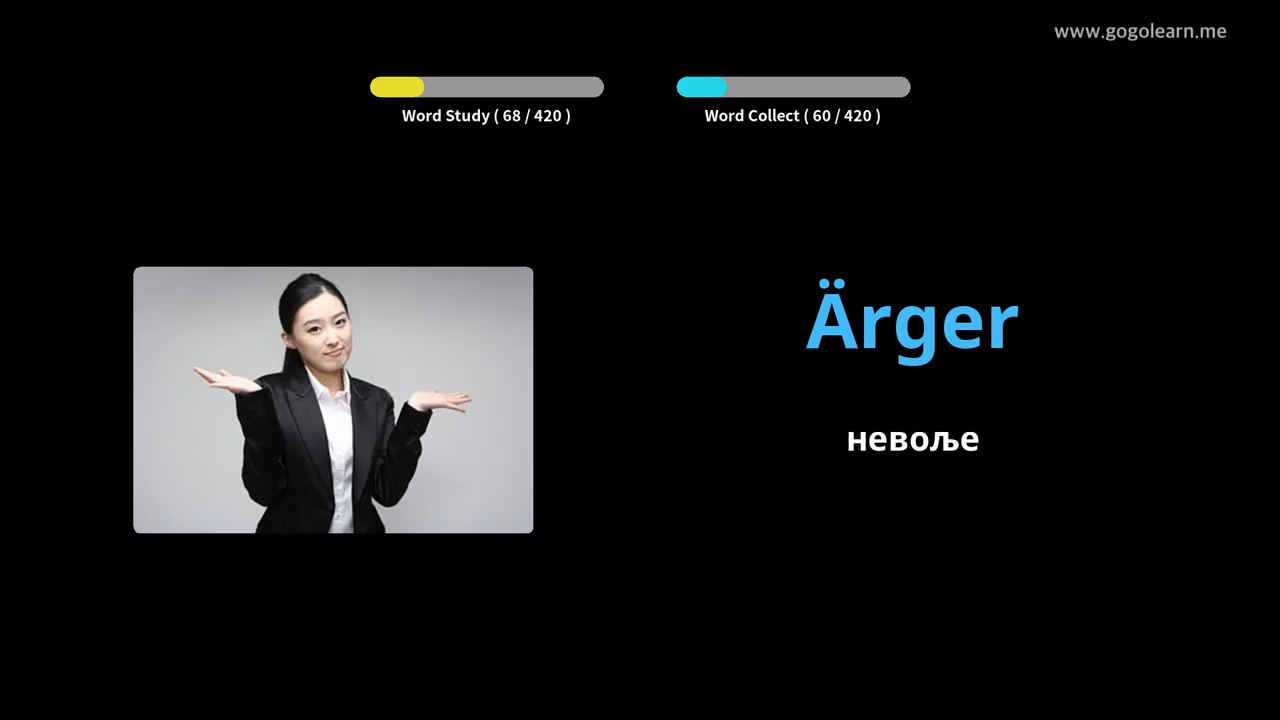 www.gogolearn.me
Word Study ( 68 / 420 )
Word Collect ( 60 / 420 )
Ärger
невоље